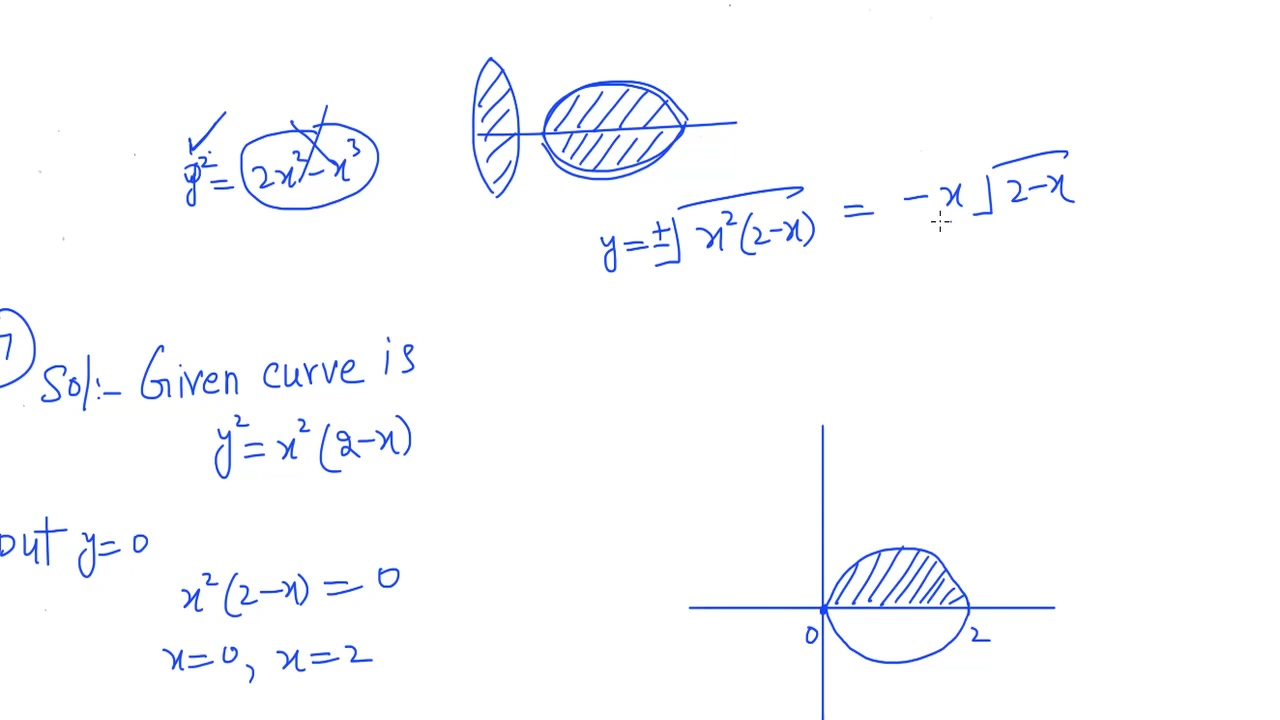 y² = 2x² - x³
y = ±√x²(2-x) = -x√2-x
7
Sol:- Given curve is
y² = x²(2-x)
put y=0
x²(2-x) = 0
x=0, x=2
0 2